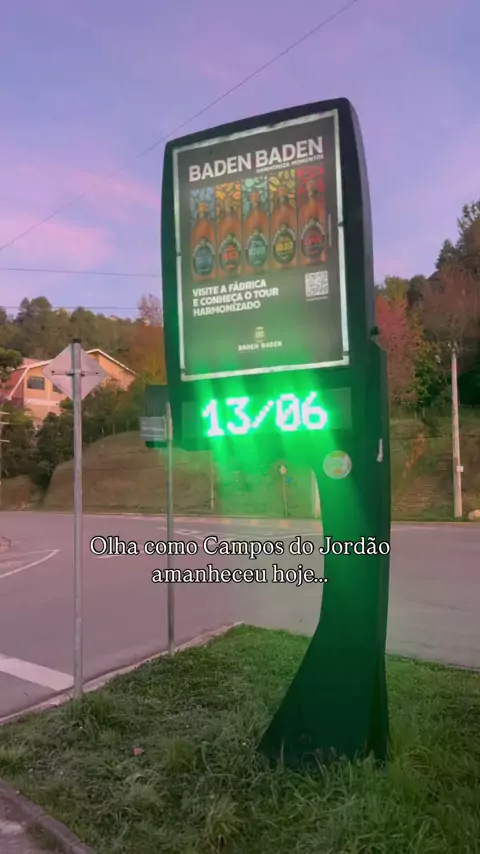 BADEN BADEN
HARMONIZA MOMENTOS
VISITE A FÁBRICA
E CONHEÇA O TOUR
HARMONIZADO
BADEN BADEN
13/06
Olha como Campos do Jordão
amanheceu hoje...